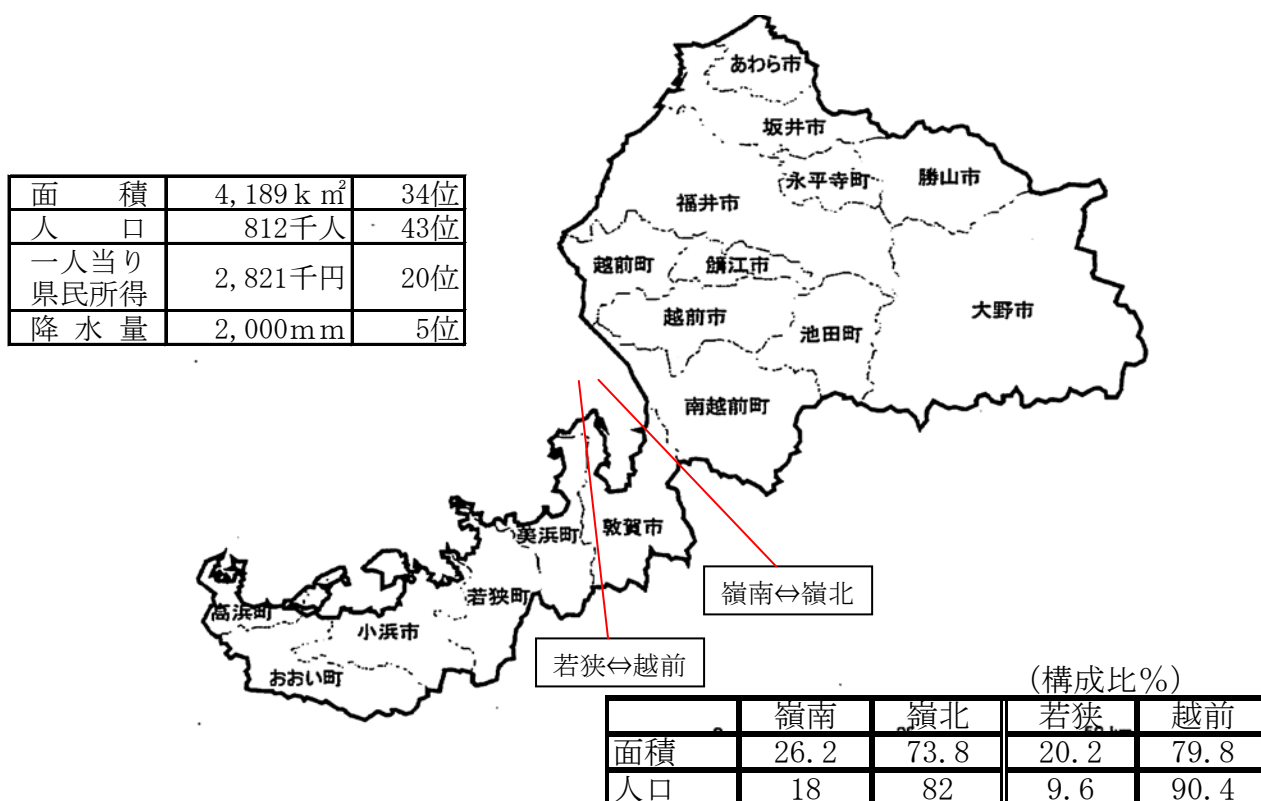 あわら市
坂井市
永平寺町
勝山市
福井市
面　積 4,189ｋ㎡ 34位
人　口 812千人 43位
一人当り
県民所得 2,821千円 20位
降 水 量 2,000mm 5位
越前町
鯖江市
越前市
池田町
大野市
南越前町
美浜町
敦賀市
若狭町
高浜町
小浜市
おおい町
嶺南⇔嶺北
若狭⇔越前
(構成比%)
嶺南 嶺北 若狭 越前
面積 26.2 73.8 20.2 79.8
人口 18 82 9.6 90.4